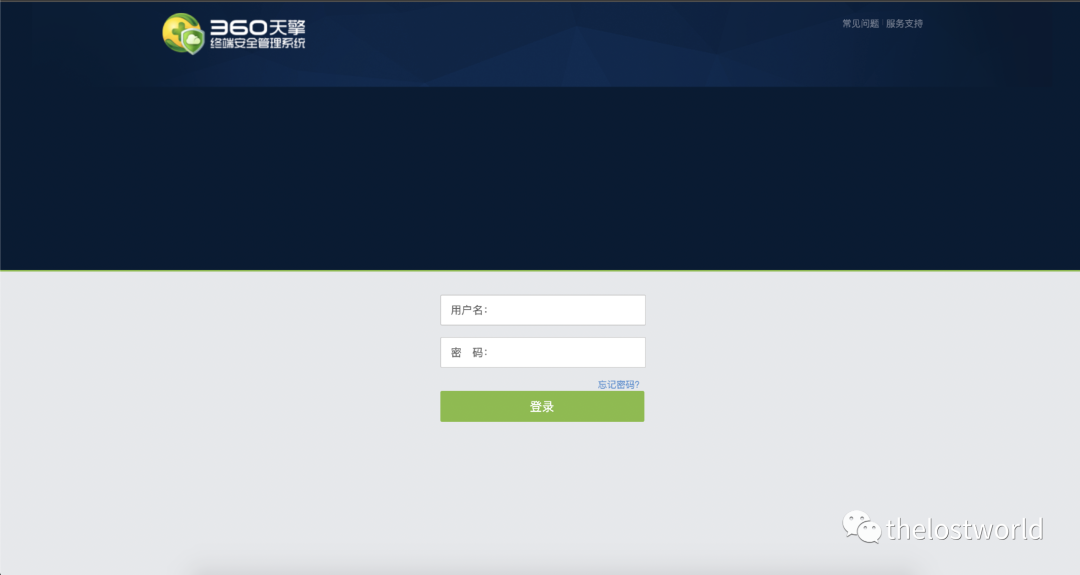 360天擎
终端安全管理系统
常见问题 | 服务支持
用户名：
密　码：
忘记密码?
登录
thelostworld